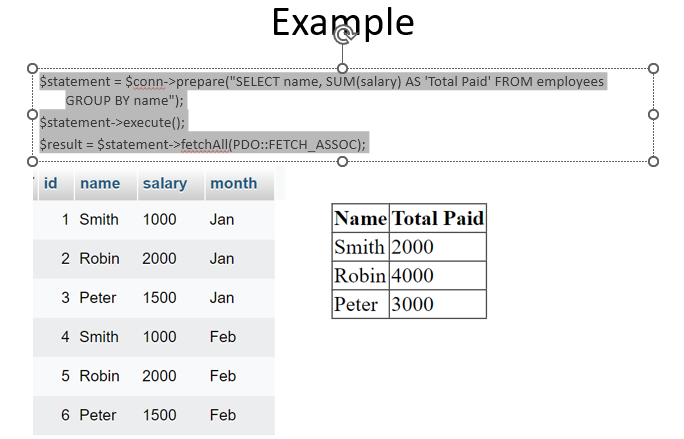 Example
$statement = $conn->prepare("SELECT name, SUM(salary) AS 'Total Paid' FROM employees
GROUP BY name");
$statement->execute();
$result = $statement->fetchAll(PDO::FETCH_ASSOC);
id name salary month
1 Smith 1000 Jan
2 Robin 2000 Jan
3 Peter 1500 Jan
4 Smith 1000 Feb
5 Robin 2000 Feb
6 Peter 1500 Feb
Name Total Paid
Smith 2000
Robin 4000
Peter 3000